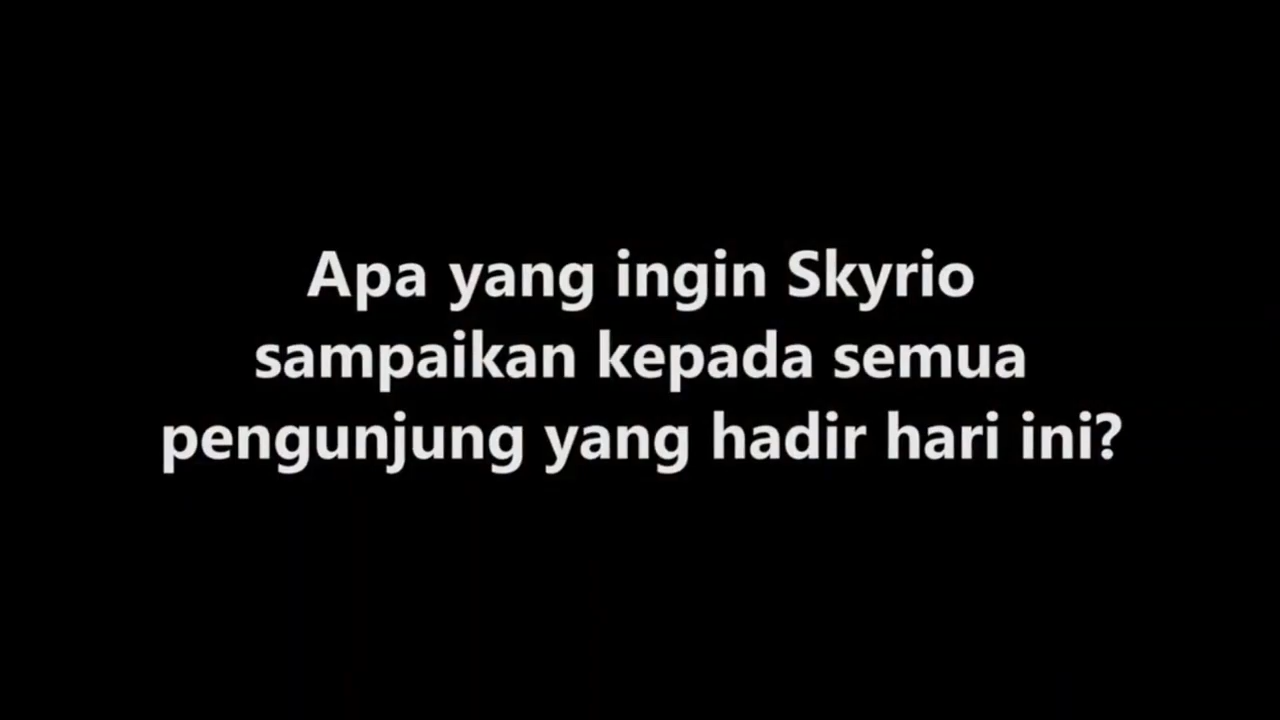 Apa yang ingin Skyrio
sampaikan kepada semua
pengunjung yang hadir hari ini?